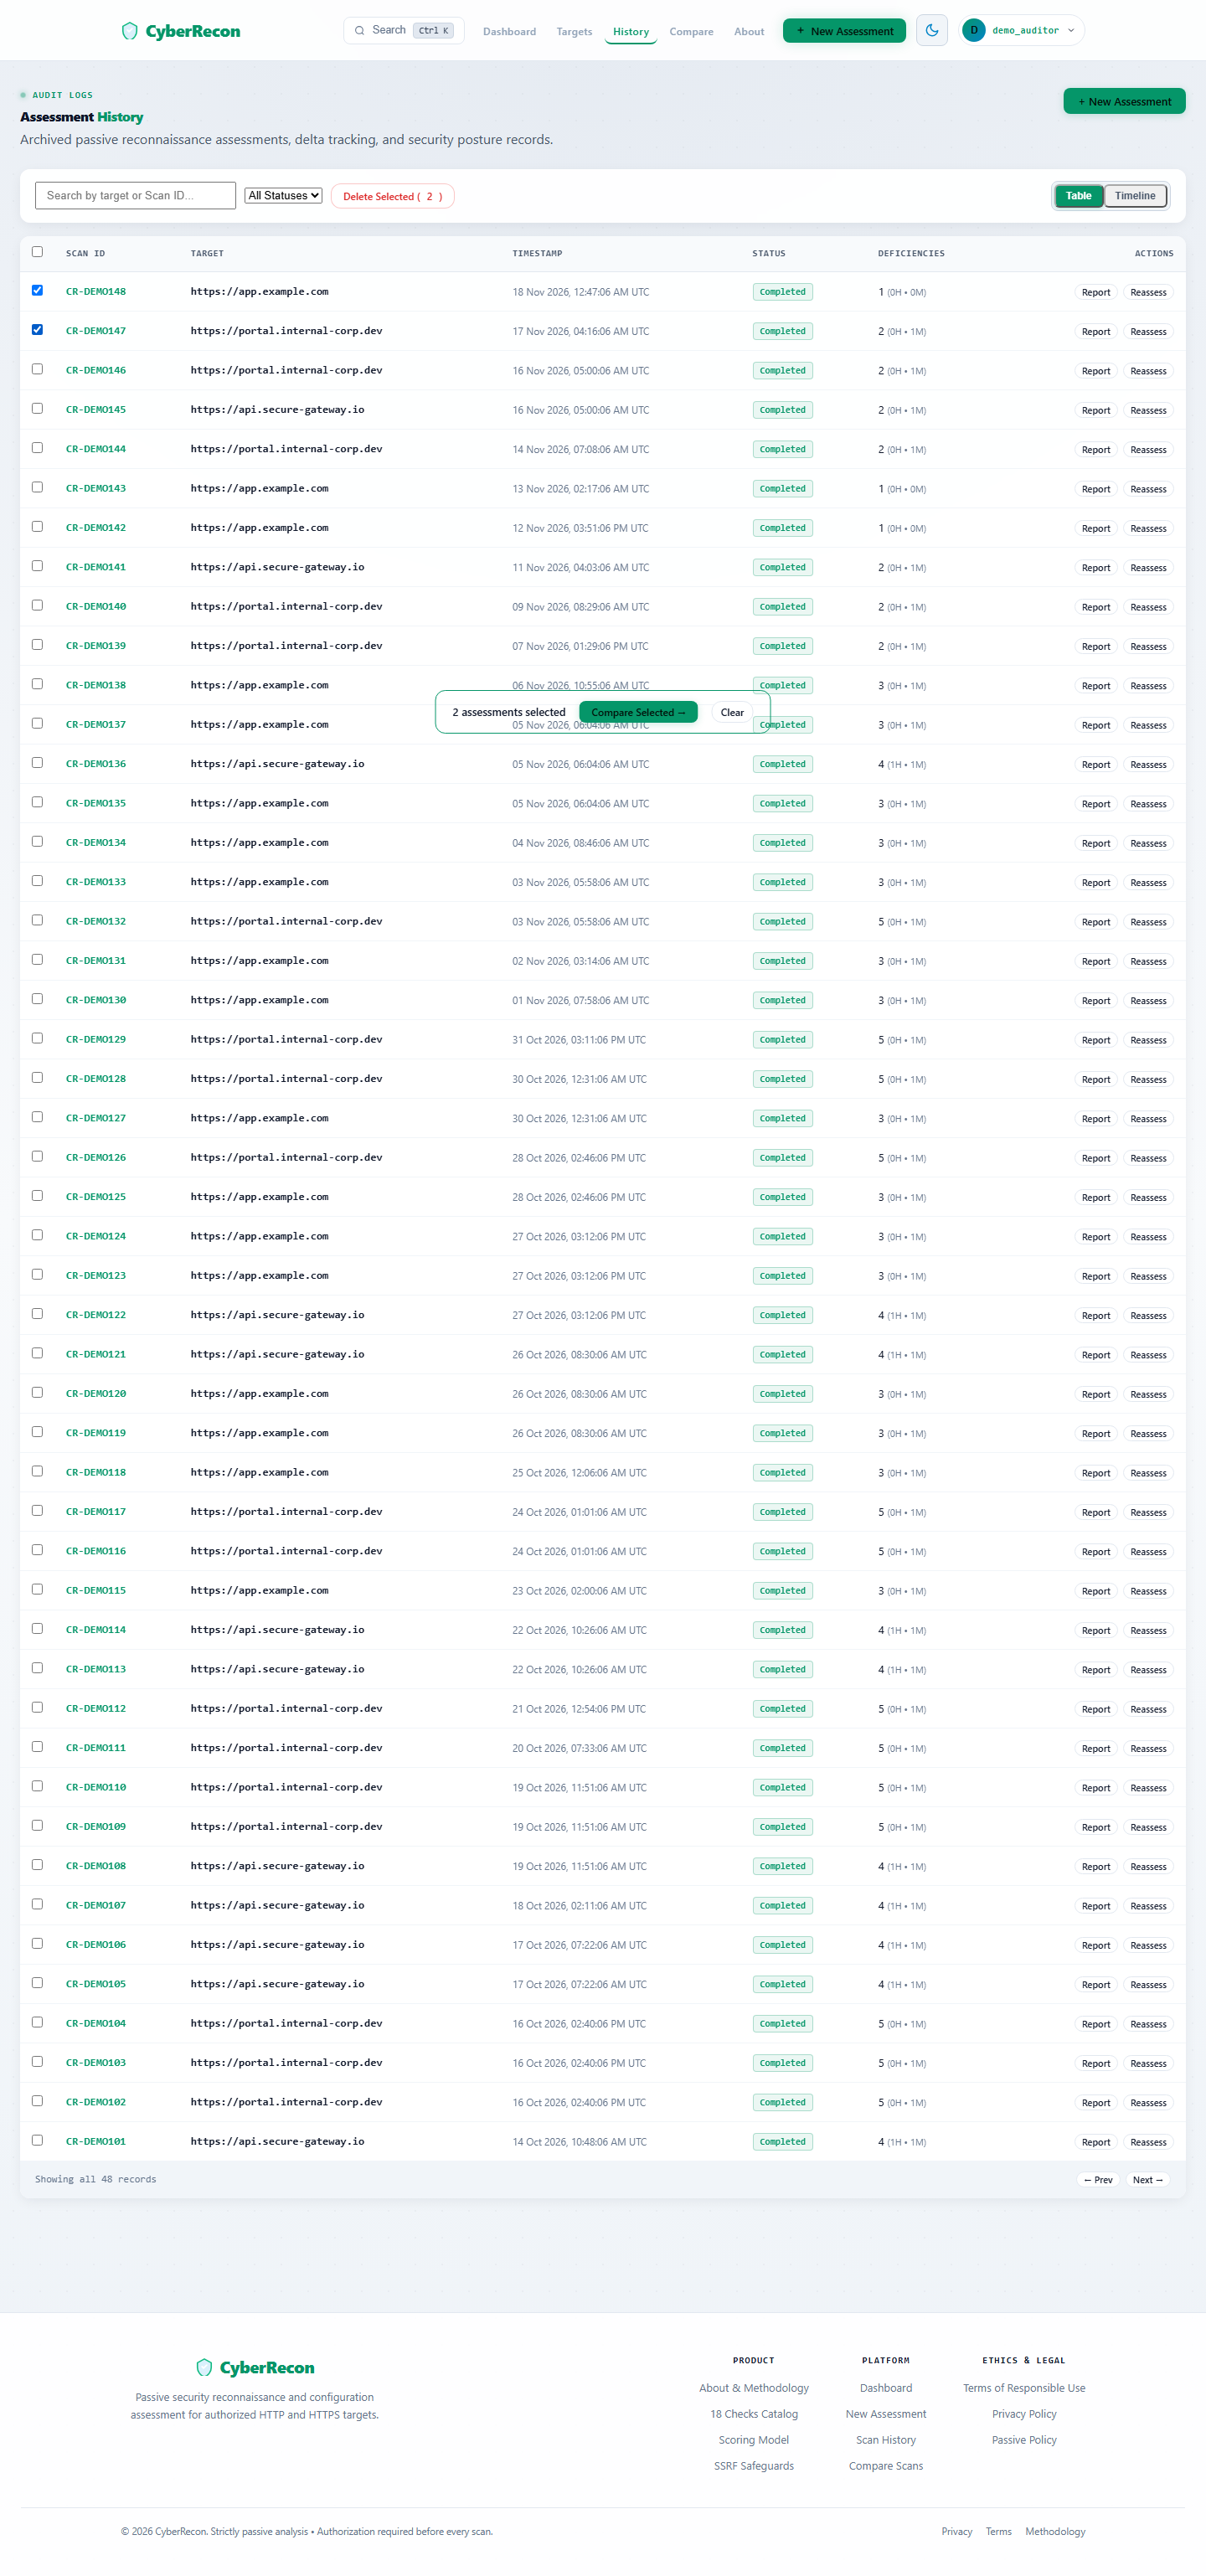 CyberRecon
Search Ctrl K Dashboard Targets History Compare About + New Assessment D demo_auditor
AUDIT LOGS
Assessment History
+ New Assessment
Archived passive reconnaissance assessments, delta tracking, and security posture records.
Search by target or Scan ID... All Statuses Delete Selected ( 2 ) Table Timeline
SCAN ID TARGET TIMESTAMP STATUS DEFICIENCIES ACTIONS
CR-DEMO148 https://app.example.com 18 Nov 2026, 12:47:06 AM UTC Completed 1 (0H • 0M) Report Reassess
CR-DEMO147 https://portal.internal-corp.dev 17 Nov 2026, 04:16:06 AM UTC Completed 2 (0H • 1M) Report Reassess
CR-DEMO146 https://portal.internal-corp.dev 16 Nov 2026, 05:00:06 AM UTC Completed 2 (0H • 1M) Report Reassess
CR-DEMO145 https://api.secure-gateway.io 16 Nov 2026, 05:00:06 AM UTC Completed 2 (0H • 1M) Report Reassess
CR-DEMO144 https://portal.internal-corp.dev 14 Nov 2026, 07:08:06 AM UTC Completed 2 (0H • 1M) Report Reassess
CR-DEMO143 https://app.example.com 13 Nov 2026, 02:17:06 AM UTC Completed 1 (0H • 0M) Report Reassess
CR-DEMO142 https://app.example.com 12 Nov 2026, 03:51:06 PM UTC Completed 1 (0H • 0M) Report Reassess
CR-DEMO141 https://api.secure-gateway.io 11 Nov 2026, 04:03:06 AM UTC Completed 2 (0H • 1M) Report Reassess
CR-DEMO140 https://portal.internal-corp.dev 09 Nov 2026, 08:29:06 AM UTC Completed 2 (0H • 1M) Report Reassess
CR-DEMO139 https://portal.internal-corp.dev 07 Nov 2026, 01:29:06 PM UTC Completed 2 (0H • 1M) Report Reassess
CR-DEMO138 https://app.example.com 06 Nov 2026, 10:55:06 AM UTC Completed 3 (0H • 1M) Report Reassess
2 assessments selected Compare Selected → Clear
CR-DEMO137 https://app.example.com 05 Nov 2026, 06:04:06 AM UTC Completed 3 (0H • 1M) Report Reassess
CR-DEMO136 https://api.secure-gateway.io 05 Nov 2026, 06:04:06 AM UTC Completed 4 (1H • 1M) Report Reassess
CR-DEMO135 https://app.example.com 05 Nov 2026, 06:04:06 AM UTC Completed 3 (0H • 1M) Report Reassess
CR-DEMO134 https://app.example.com 04 Nov 2026, 08:46:06 AM UTC Completed 3 (0H • 1M) Report Reassess
CR-DEMO133 https://app.example.com 03 Nov 2026, 05:58:06 AM UTC Completed 3 (0H • 1M) Report Reassess
CR-DEMO132 https://portal.internal-corp.dev 03 Nov 2026, 05:58:06 AM UTC Completed 5 (0H • 1M) Report Reassess
CR-DEMO131 https://app.example.com 02 Nov 2026, 03:14:06 AM UTC Completed 3 (0H • 1M) Report Reassess
CR-DEMO130 https://app.example.com 01 Nov 2026, 07:58:06 AM UTC Completed 3 (0H • 1M) Report Reassess
CR-DEMO129 https://portal.internal-corp.dev 31 Oct 2026, 03:11:06 PM UTC Completed 5 (0H • 1M) Report Reassess
CR-DEMO128 https://portal.internal-corp.dev 30 Oct 2026, 12:31:06 AM UTC Completed 5 (0H • 1M) Report Reassess
CR-DEMO127 https://app.example.com 30 Oct 2026, 12:31:06 AM UTC Completed 3 (0H • 1M) Report Reassess
CR-DEMO126 https://portal.internal-corp.dev 28 Oct 2026, 02:46:06 PM UTC Completed 5 (0H • 1M) Report Reassess
CR-DEMO125 https://app.example.com 28 Oct 2026, 02:46:06 PM UTC Completed 3 (0H • 1M) Report Reassess
CR-DEMO124 https://app.example.com 27 Oct 2026, 03:12:06 PM UTC Completed 3 (0H • 1M) Report Reassess
CR-DEMO123 https://app.example.com 27 Oct 2026, 03:12:06 PM UTC Completed 3 (0H • 1M) Report Reassess
CR-DEMO122 https://api.secure-gateway.io 27 Oct 2026, 03:12:06 PM UTC Completed 4 (1H • 1M) Report Reassess
CR-DEMO121 https://api.secure-gateway.io 26 Oct 2026, 08:30:06 AM UTC Completed 4 (1H • 1M) Report Reassess
CR-DEMO120 https://app.example.com 26 Oct 2026, 08:30:06 AM UTC Completed 3 (0H • 1M) Report Reassess
CR-DEMO119 https://app.example.com 26 Oct 2026, 08:30:06 AM UTC Completed 3 (0H • 1M) Report Reassess
CR-DEMO118 https://app.example.com 25 Oct 2026, 12:06:06 AM UTC Completed 3 (0H • 1M) Report Reassess
CR-DEMO117 https://portal.internal-corp.dev 24 Oct 2026, 01:01:06 AM UTC Completed 5 (0H • 1M) Report Reassess
CR-DEMO116 https://portal.internal-corp.dev 24 Oct 2026, 01:01:06 AM UTC Completed 5 (0H • 1M) Report Reassess
CR-DEMO115 https://app.example.com 23 Oct 2026, 02:00:06 AM UTC Completed 3 (0H • 1M) Report Reassess
CR-DEMO114 https://api.secure-gateway.io 22 Oct 2026, 10:26:06 AM UTC Completed 4 (1H • 1M) Report Reassess
CR-DEMO113 https://api.secure-gateway.io 22 Oct 2026, 10:26:06 AM UTC Completed 4 (1H • 1M) Report Reassess
CR-DEMO112 https://portal.internal-corp.dev 21 Oct 2026, 12:54:06 PM UTC Completed 5 (0H • 1M) Report Reassess
CR-DEMO111 https://portal.internal-corp.dev 20 Oct 2026, 07:33:06 AM UTC Completed 5 (0H • 1M) Report Reassess
CR-DEMO110 https://portal.internal-corp.dev 19 Oct 2026, 11:51:06 AM UTC Completed 5 (0H • 1M) Report Reassess
CR-DEMO109 https://portal.internal-corp.dev 19 Oct 2026, 11:51:06 AM UTC Completed 5 (0H • 1M) Report Reassess
CR-DEMO108 https://api.secure-gateway.io 19 Oct 2026, 11:51:06 AM UTC Completed 4 (1H • 1M) Report Reassess
CR-DEMO107 https://api.secure-gateway.io 18 Oct 2026, 02:11:06 AM UTC Completed 4 (1H • 1M) Report Reassess
CR-DEMO106 https://api.secure-gateway.io 17 Oct 2026, 07:22:06 AM UTC Completed 4 (1H • 1M) Report Reassess
CR-DEMO105 https://api.secure-gateway.io 17 Oct 2026, 07:22:06 AM UTC Completed 4 (1H • 1M) Report Reassess
CR-DEMO104 https://portal.internal-corp.dev 16 Oct 2026, 02:40:06 PM UTC Completed 5 (0H • 1M) Report Reassess
CR-DEMO103 https://portal.internal-corp.dev 16 Oct 2026, 02:40:06 PM UTC Completed 5 (0H • 1M) Report Reassess
CR-DEMO102 https://portal.internal-corp.dev 16 Oct 2026, 02:40:06 PM UTC Completed 5 (0H • 1M) Report Reassess
CR-DEMO101 https://api.secure-gateway.io 14 Oct 2026, 10:48:06 AM UTC Completed 4 (1H • 1M) Report Reassess
Showing all 48 records ← Prev Next →
CyberRecon
Passive security reconnaissance and configuration
assessment for authorized HTTP and HTTPS targets.
PRODUCT
About & Methodology
18 Checks Catalog
Scoring Model
SSRF Safeguards
PLATFORM
Dashboard
New Assessment
Scan History
Compare Scans
ETHICS & LEGAL
Terms of Responsible Use
Privacy Policy
Passive Policy
© 2026 CyberRecon. Strictly passive analysis • Authorization required before every scan.
Privacy Terms Methodology